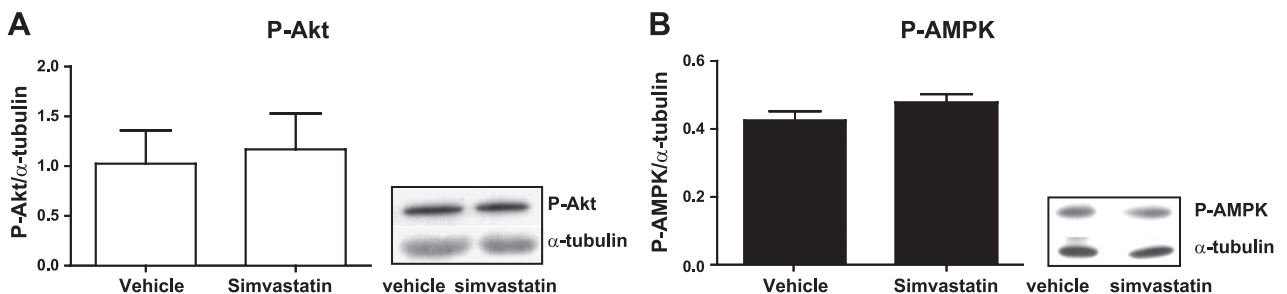 A
P-Akt
P-Akt/α-tubulin
2.0
1.5
1.0
0.5
0.0
Vehicle Simvastatin
P-Akt
α-tubulin
vehicle simvastatin
B
P-AMPK
P-AMPK/α-tubulin
0.6
0.4
0.2
0.0
Vehicle Simvastatin
P-AMPK
α-tubulin
vehicle simvastatin